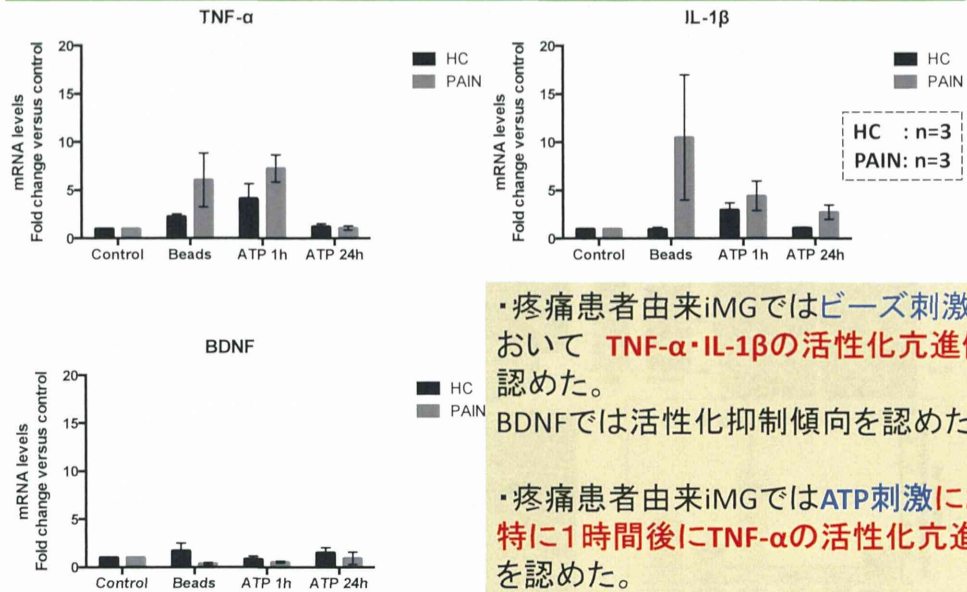 TNF-α
mRNA levels
Fold change versus control
20
15
10
5
0
Control Beads ATP 1h ATP 24h
HC
PAIN
IL-1β
mRNA levels
Fold change versus control
20
15
10
5
0
Control Beads ATP 1h ATP 24h
HC
PAIN
HC : n=3
PAIN: n=3
BDNF
mRNA levels
Fold change versus control
20
15
10
5
0
Control Beads ATP 1h ATP 24h
HC
PAIN
・疼痛患者由来iMGではビーズ刺激
おいて TNF-α・IL-1βの活性化亢進
認めた。
BDNFでは活性化抑制傾向を認めた
・疼痛患者由来iMGではATP刺激に
特に1時間後にTNF-αの活性化亢進
を認めた。